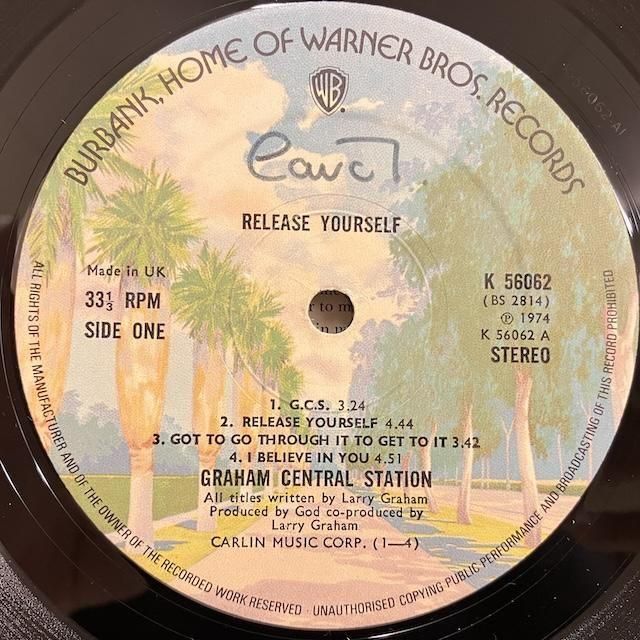 BURBANK, HOME OF WARNER BROS. RECORDS
WB
RELEASE YOURSELF
Made in UK
33⅓ RPM
SIDE ONE
K 56062
(BS 2814)
℗ 1974
K 56062 A
STEREO
1. G.C.S. 3.24
2. RELEASE YOURSELF 4.44
3. GOT TO GO THROUGH IT TO GET TO IT 3.42
4. I BELIEVE IN YOU 4.51
GRAHAM CENTRAL STATION
All titles written by Larry Graham
Produced by God co-produced by
Larry Graham
CARLIN MUSIC CORP. (1—4)
ALL RIGHTS OF THE MANUFACTURER AND OF THE OWNER OF THE RECORDED WORK RESERVED · UNAUTHORISED COPYING PUBLIC PERFORMANCE AND BROADCASTING OF THIS RECORD PROHIBITED